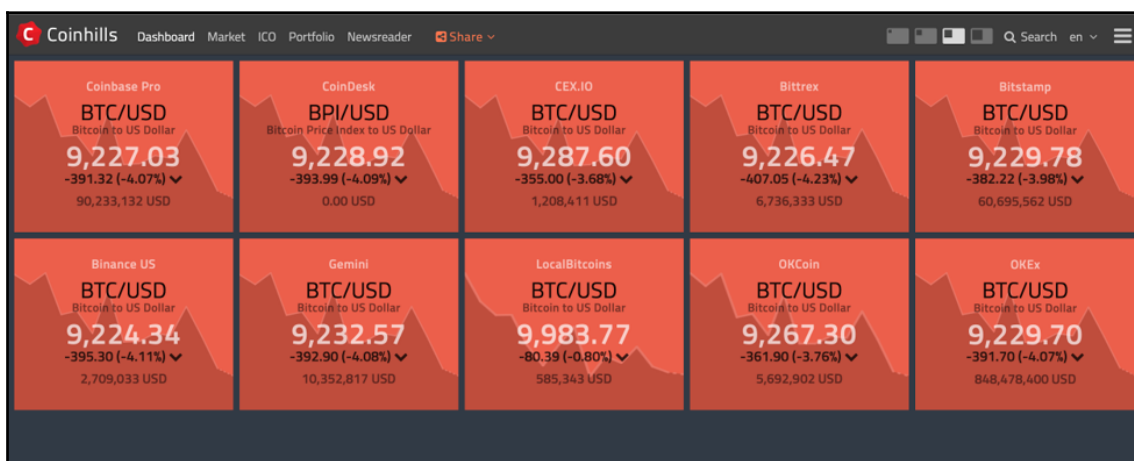 C Coinhills Dashboard Market ICO Portfolio Newsreader Share Search en
Coinbase Pro
BTC/USD
Bitcoin to US Dollar
9,227.03
-391.32 (-4.07%)
90,233,132 USD
CoinDesk
BPI/USD
Bitcoin Price Index to US Dollar
9,228.92
-393.99 (-4.09%)
0.00 USD
CEX.IO
BTC/USD
Bitcoin to US Dollar
9,287.60
-355.00 (-3.68%)
1,208,411 USD
Bittrex
BTC/USD
Bitcoin to US Dollar
9,226.47
-407.05 (-4.23%)
6,736,333 USD
Bitstamp
BTC/USD
Bitcoin to US Dollar
9,229.78
-382.22 (-3.98%)
60,695,562 USD
Binance US
BTC/USD
Bitcoin to US Dollar
9,224.34
-395.30 (-4.11%)
2,709,033 USD
Gemini
BTC/USD
Bitcoin to US Dollar
9,232.57
-392.90 (-4.08%)
10,352,817 USD
LocalBitcoins
BTC/USD
Bitcoin to US Dollar
9,983.77
-80.39 (-0.80%)
585,343 USD
OKCoin
BTC/USD
Bitcoin to US Dollar
9,267.30
-361.90 (-3.76%)
5,692,902 USD
OKEx
BTC/USD
Bitcoin to US Dollar
9,229.70
-391.70 (-4.07%)
848,478,400 USD